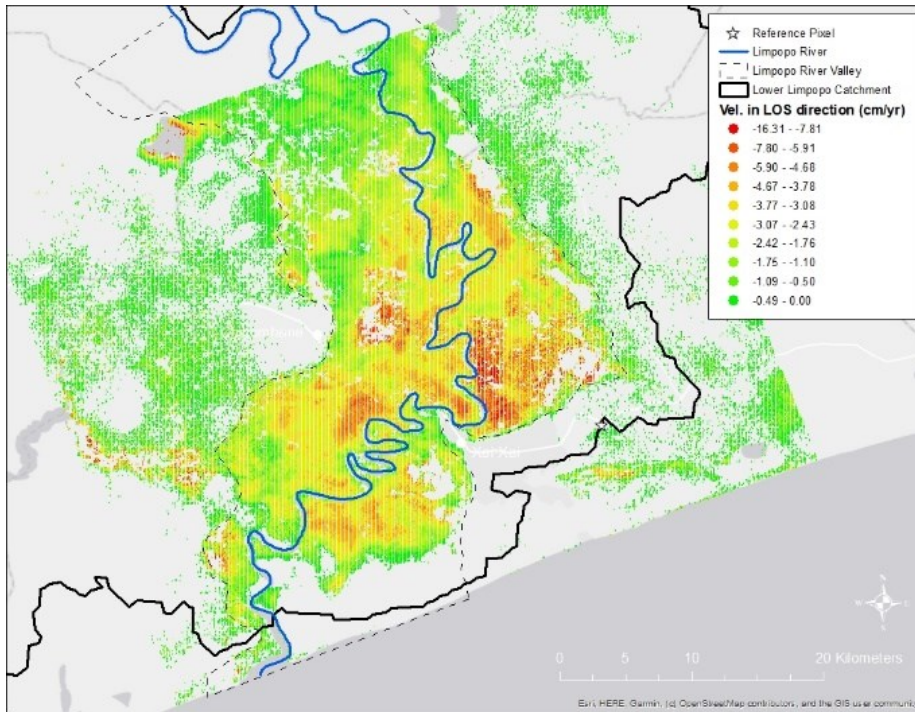 Reference Pixel
Limpopo River
Limpopo River Valley
Lower Limpopo Catchment
Vel. in LOS direction (cm/yr)
-16.31 - -7.81
-7.80 - -5.91
-5.90 - -4.68
-4.67 - -3.78
-3.77 - -3.08
-3.07 - -2.43
-2.42 - -1.76
-1.75 - -1.10
-1.09 - -0.50
-0.49 - 0.00
Xai-Xai
N
W E
S
0 5 10 20 Kilometers
Esri, HERE, Garmin, (c) OpenStreetMap contributors, and the GIS user communit